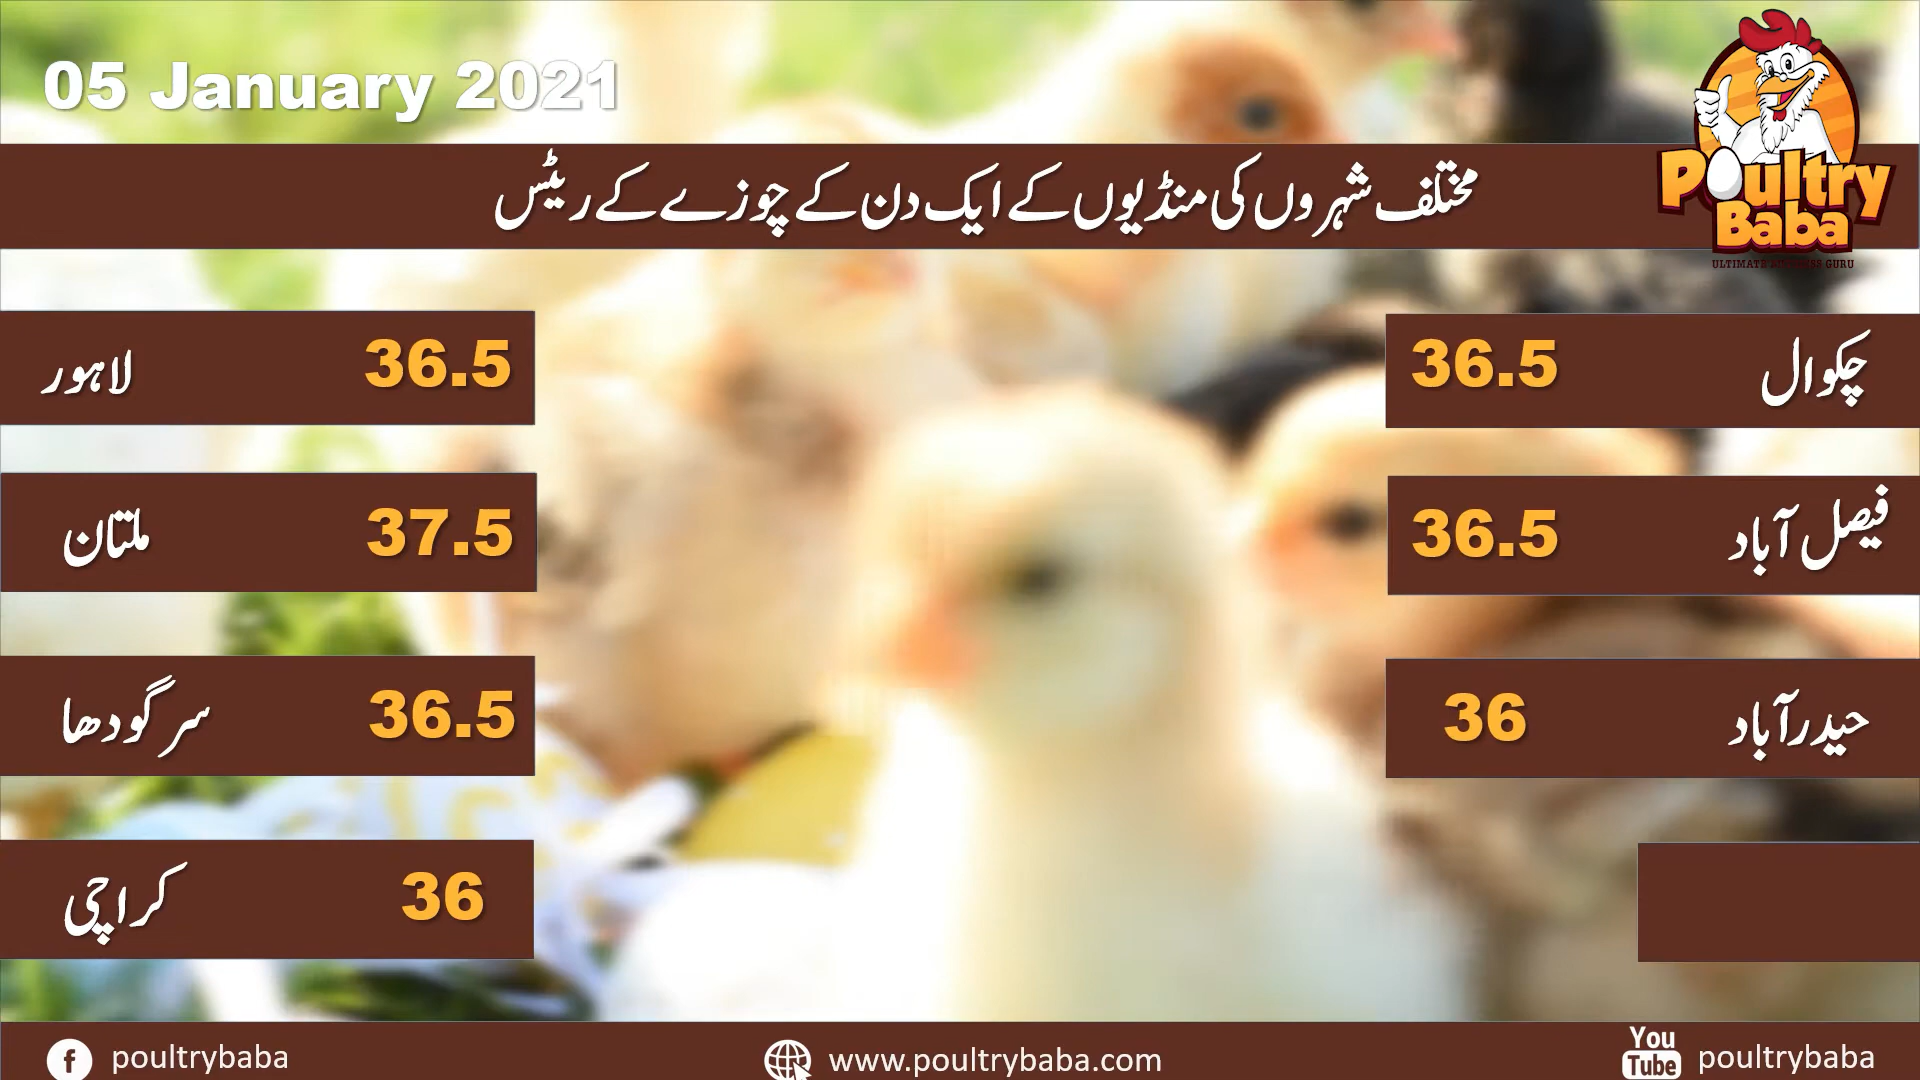 05 January 2021
Poultry
Baba
مختلف شہروں کی منڈیوں کے ایک دن کے چوزے کے ریٹس
لاہور 36.5
36.5 چکوال
ملتان 37.5
36.5 فیصل آباد
سرگودھا 36.5
36 حیدرآباد
کراچی 36
poultrybaba
www.poultrybaba.com
You
Tube
poultrybaba